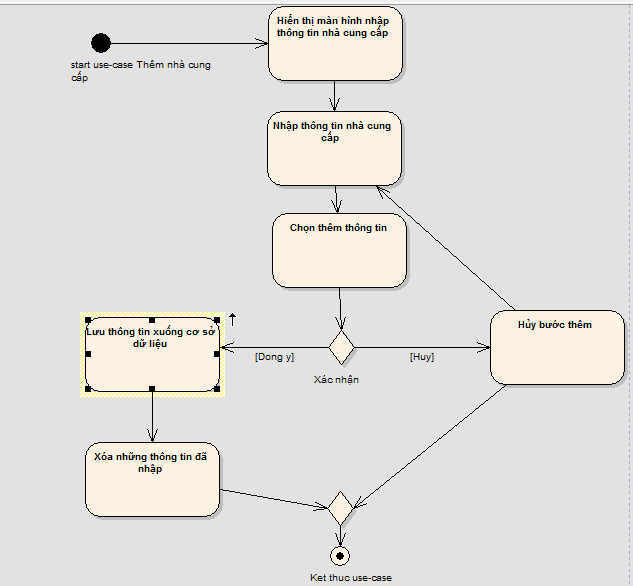 Hiển thị màn hình nhập
thông tin nhà cung cấp
start use-case Thêm nhà cung
cấp
Nhập thông tin nhà cung
cấp
Chọn thêm thông tin
Lưu thông tin xuống cơ sở
dữ liệu
Hủy bước thêm
[Dong y]
[Huy]
Xác nhận
Xóa những thông tin đã
nhập
Ket thuc use-case